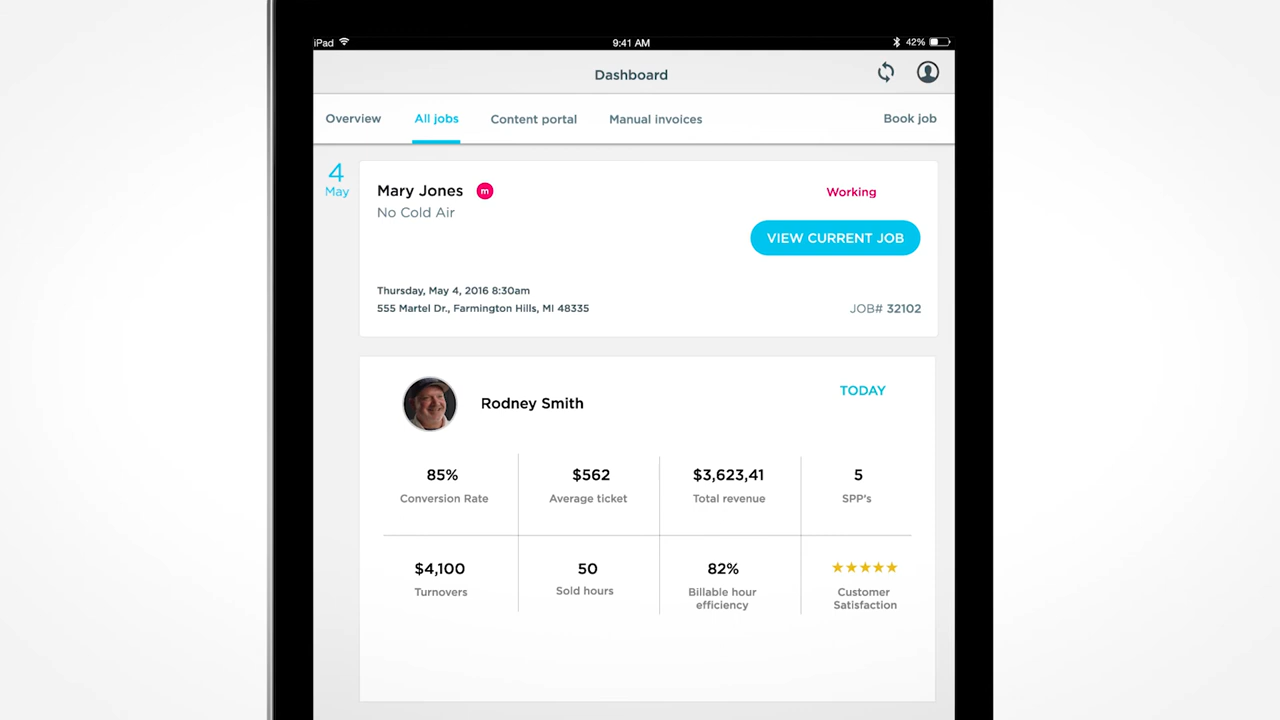 iPad
9:41 AM
42%
Dashboard
Overview
All jobs
Content portal
Manual invoices
Book job
4
May
Mary Jones
m
Working
No Cold Air
VIEW CURRENT JOB
Thursday, May 4, 2016 8:30am
555 Martel Dr., Farmington Hills, MI 48335
JOB# 32102
Rodney Smith
TODAY
85%
Conversion Rate
$562
Average ticket
$3,623,41
Total revenue
5
SPP's
$4,100
Turnovers
50
Sold hours
82%
Billable hour
efficiency
★★★★★
Customer
Satisfaction